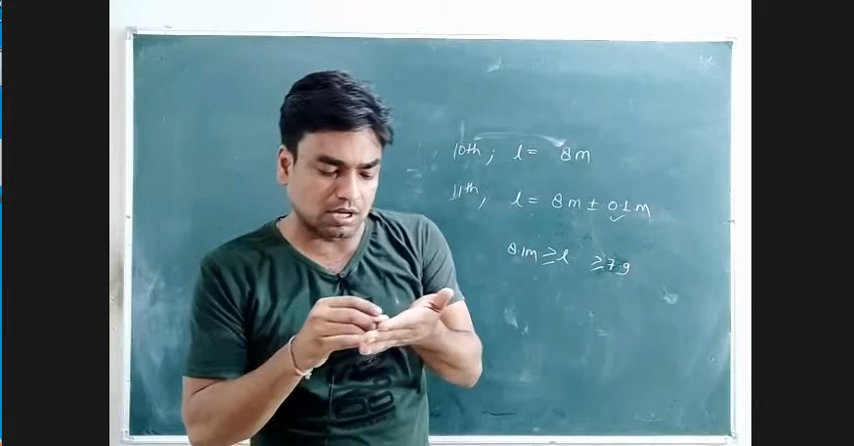 10th; l = 8m
11th, l = 8m ± 0.1m
8.1m ≥ l ≥ 7.9